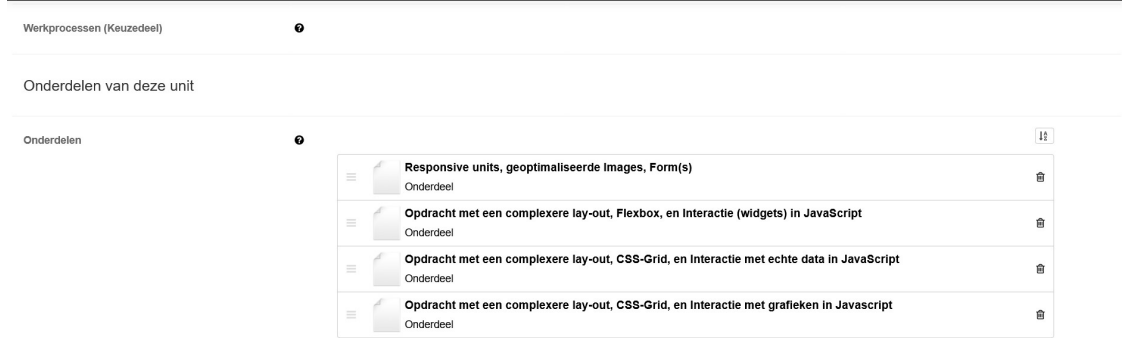 Werkprocessen (Keuzedeel)
Onderdelen van deze unit
Onderdelen
Responsive units, geoptimaliseerde Images, Form(s)
Onderdeel
Opdracht met een complexere lay-out, Flexbox, en Interactie (widgets) in JavaScript
Onderdeel
Opdracht met een complexere lay-out, CSS-Grid, en Interactie met echte data in JavaScript
Onderdeel
Opdracht met een complexere lay-out, CSS-Grid, en Interactie met grafieken in Javascript
Onderdeel